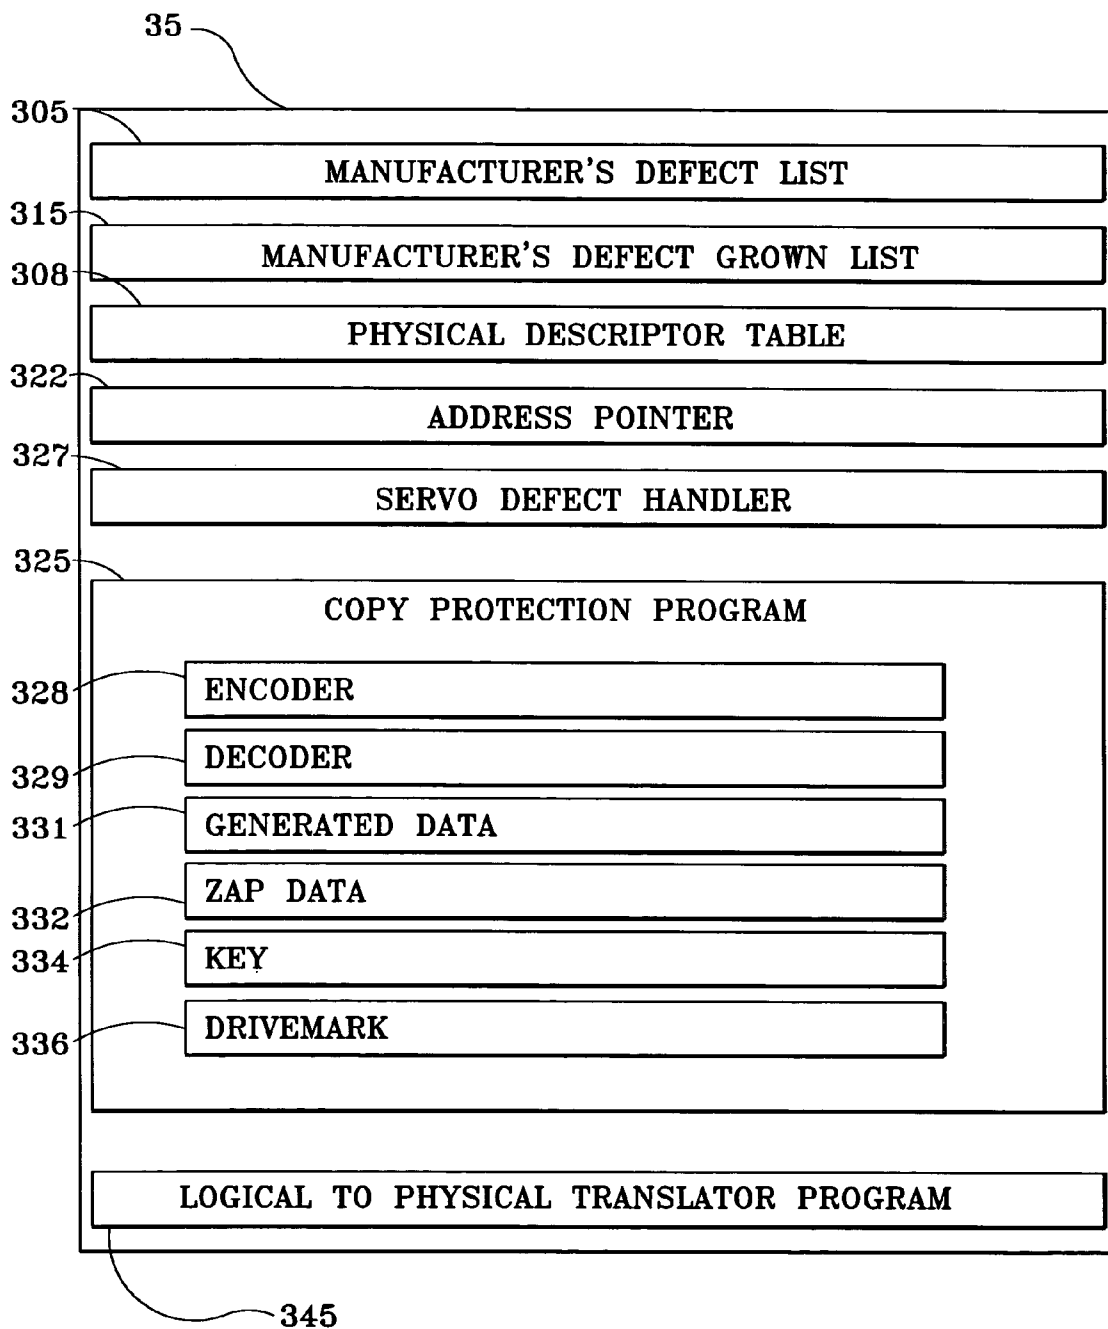 35
305
MANUFACTURER'S DEFECT LIST
315
MANUFACTURER'S DEFECT GROWN LIST
308
PHYSICAL DESCRIPTOR TABLE
322
ADDRESS POINTER
327
SERVO DEFECT HANDLER
325
COPY PROTECTION PROGRAM
328
ENCODER
329
DECODER
331
GENERATED DATA
332
ZAP DATA
334
KEY
336
DRIVEMARK
LOGICAL TO PHYSICAL TRANSLATOR PROGRAM
345